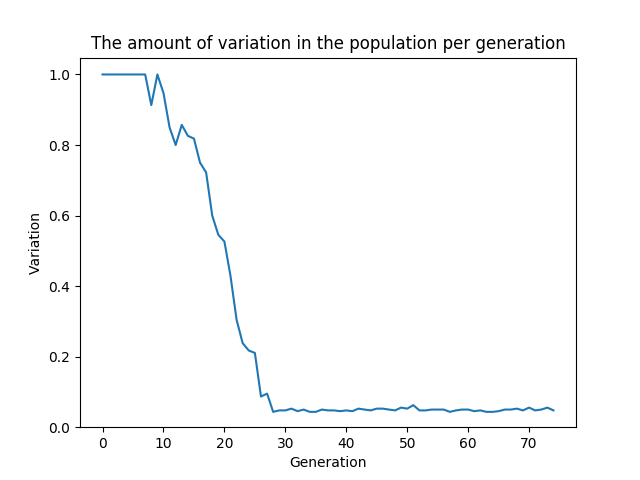 The amount of variation in the population per generation
1.0
0.8
0.6
0.4
0.2
0.0
Variation
0 10 20 30 40 50 60 70
Generation